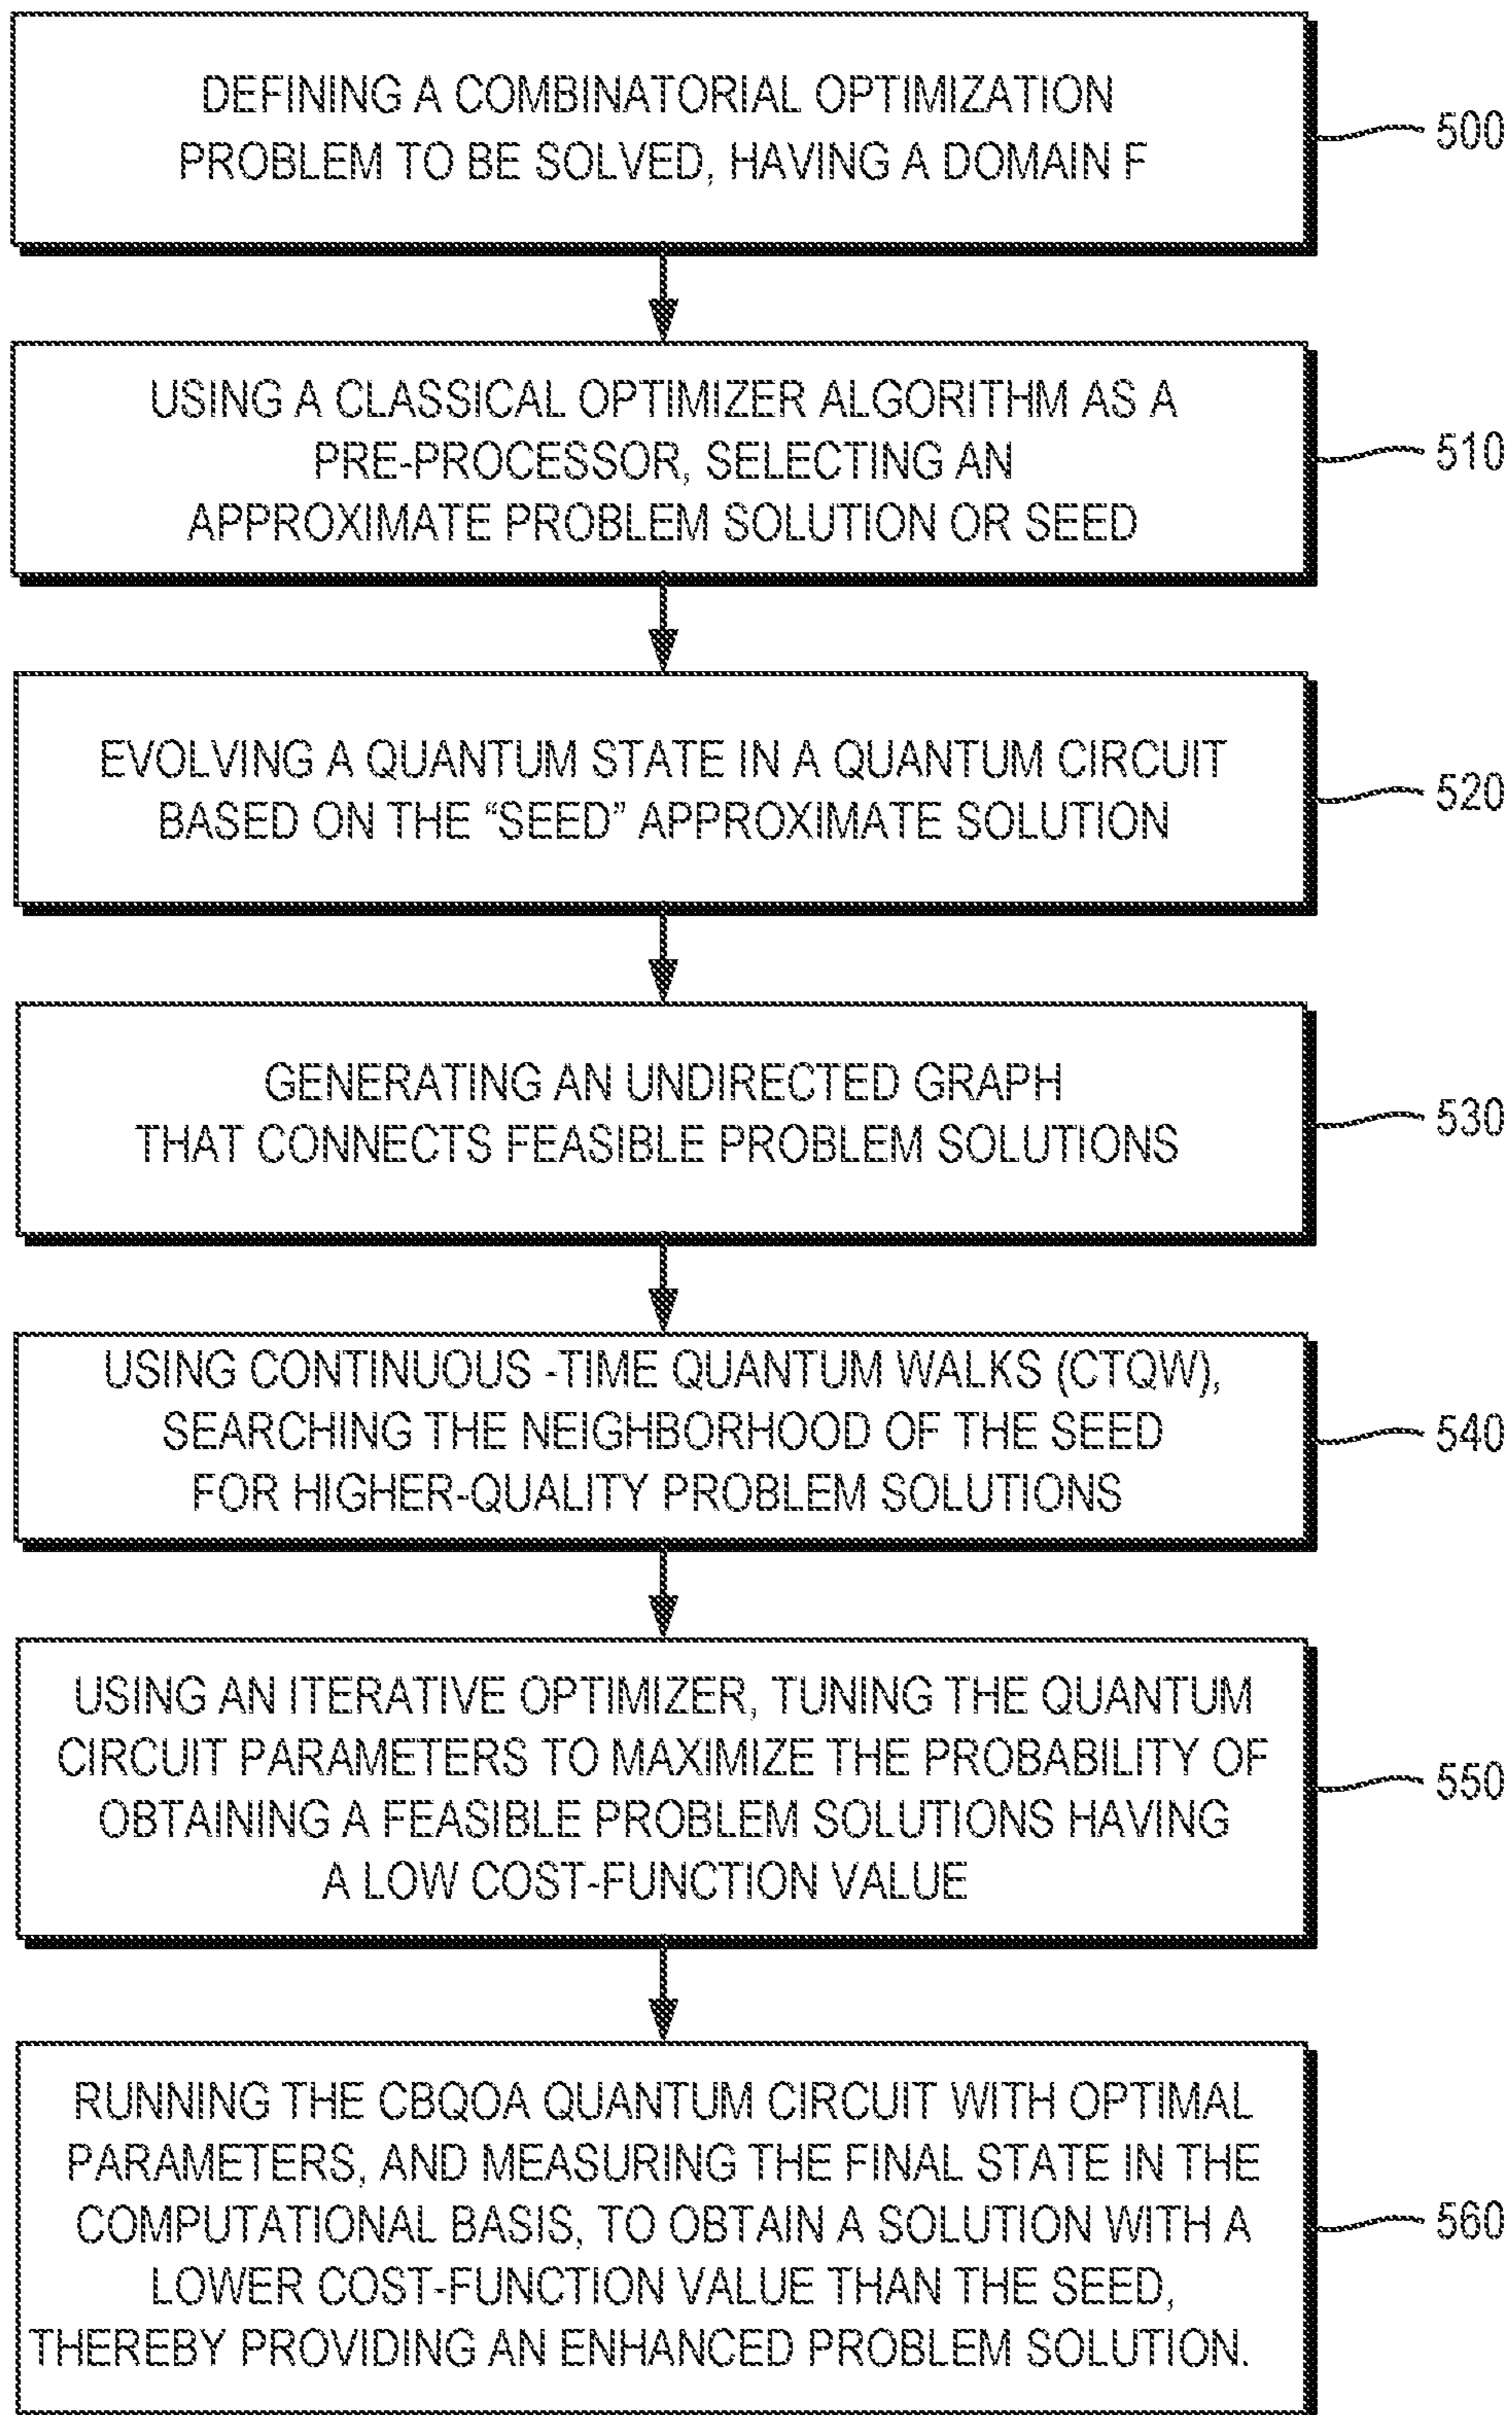 DEFINING A COMBINATORIAL OPTIMIZATION
PROBLEM TO BE SOLVED, HAVING A DOMAIN F
500
USING A CLASSICAL OPTIMIZER ALGORITHM AS A
PRE-PROCESSOR, SELECTING AN
APPROXIMATE PROBLEM SOLUTION OR SEED
510
EVOLVING A QUANTUM STATE IN A QUANTUM CIRCUIT
BASED ON THE “SEED” APPROXIMATE SOLUTION
520
GENERATING AN UNDIRECTED GRAPH
THAT CONNECTS FEASIBLE PROBLEM SOLUTIONS
530
USING CONTINUOUS -TIME QUANTUM WALKS (CTQW),
SEARCHING THE NEIGHBORHOOD OF THE SEED
FOR HIGHER-QUALITY PROBLEM SOLUTIONS
540
USING AN ITERATIVE OPTIMIZER, TUNING THE QUANTUM
CIRCUIT PARAMETERS TO MAXIMIZE THE PROBABILITY OF
OBTAINING A FEASIBLE PROBLEM SOLUTIONS HAVING
A LOW COST-FUNCTION VALUE
550
RUNNING THE CBQOA QUANTUM CIRCUIT WITH OPTIMAL
PARAMETERS, AND MEASURING THE FINAL STATE IN THE
COMPUTATIONAL BASIS, TO OBTAIN A SOLUTION WITH A
LOWER COST-FUNCTION VALUE THAN THE SEED,
THEREBY PROVIDING AN ENHANCED PROBLEM SOLUTION.
560